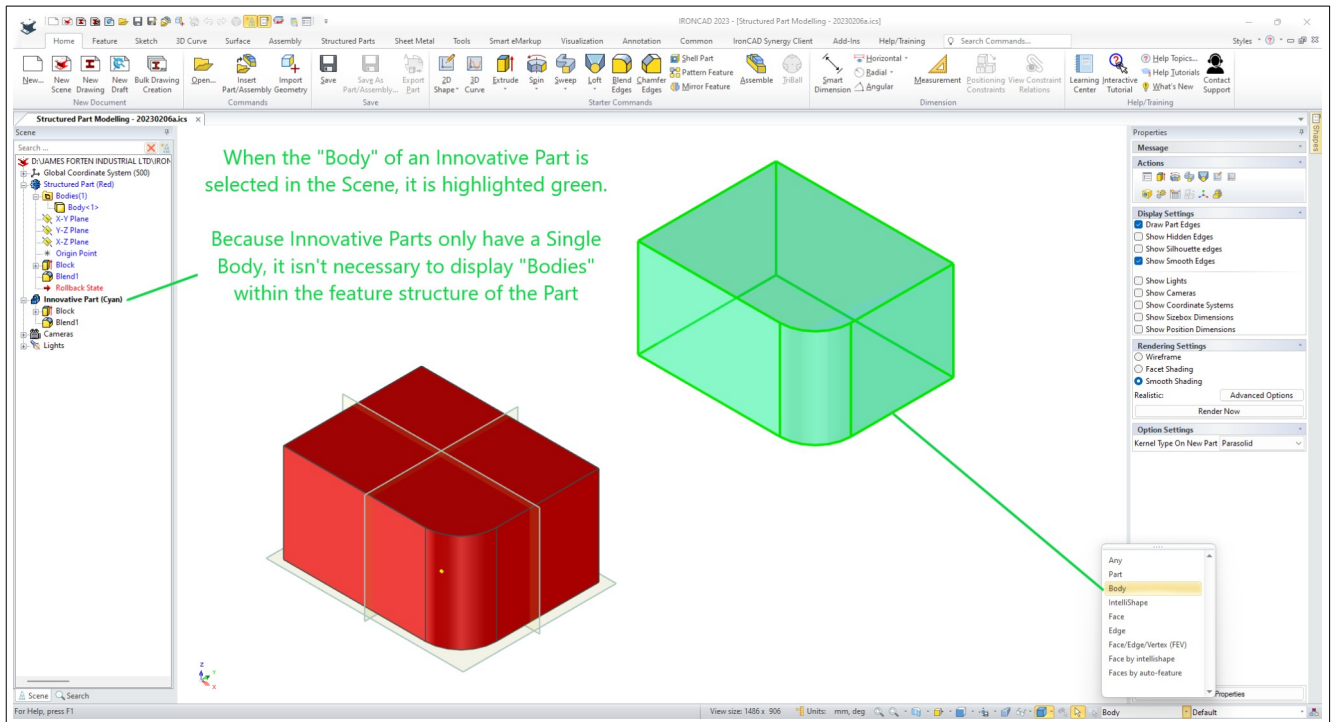 IRONCAD 2023 - [Structured Part Modelling - 20230206a.ics]
Home Feature Sketch 3D Curve Surface Assembly Structured Parts Sheet Metal Tools Smart eMarkup Visualization Annotation Common IronCAD Synergy Client Add-Ins Help/Training Search Commands... Styles
New... New Scene New Drawing New Draft Bulk Drawing Creation
New Document
Open... Insert Part/Assembly Import Geometry
Commands
Save Save As Part/Assembly... Export Part
Save
2D Shape 3D Curve Extrude Spin Sweep Loft Blend Edges Chamfer Edges
Shell Part
Pattern Feature
Mirror Feature
Assemble TriBall
Starter Commands
Smart Dimension
Horizontal
Radial
Angular
Measurement Positioning Constraints View Constraint Relations
Dimension
Learning Center Interactive Tutorial
Help Topics...
Help Tutorials
What's New
Contact Support
Help/Training
Structured Part Modelling - 20230206a.ics
Scene
Search ...
D:\JAMES FORTEN INDUSTRIAL LTD\IRON
Global Coordinate System (500)
Structured Part (Red)
Bodies(1)
Body<1>
X-Y Plane
Y-Z Plane
X-Z Plane
Origin Point
Block
Blend1
Rollback State
Innovative Part (Cyan)
Block
Blend1
Cameras
Lights
When the "Body" of an Innovative Part is
selected in the Scene, it is highlighted green.
Because Innovative Parts only have a Single
Body, it isn't necessary to display "Bodies"
within the feature structure of the Part
Z
Y
X
Shapes
Properties
Message
Actions
Display Settings
Draw Part Edges
Show Hidden Edges
Show Silhouette edges
Show Smooth Edges
Show Lights
Show Cameras
Show Coordinate Systems
Show Sizebox Dimensions
Show Position Dimensions
Rendering Settings
Wireframe
Facet Shading
Smooth Shading
Realistic: Advanced Options
Render Now
Option Settings
Kernel Type On New Part Parasolid
Any
Part
Body
IntelliShape
Face
Edge
Face/Edge/Vertex (FEV)
Face by intellishape
Faces by auto-feature
Properties
Scene Search
For Help, press F1 View size: 1486 x 906 Units: mm, deg Body Default